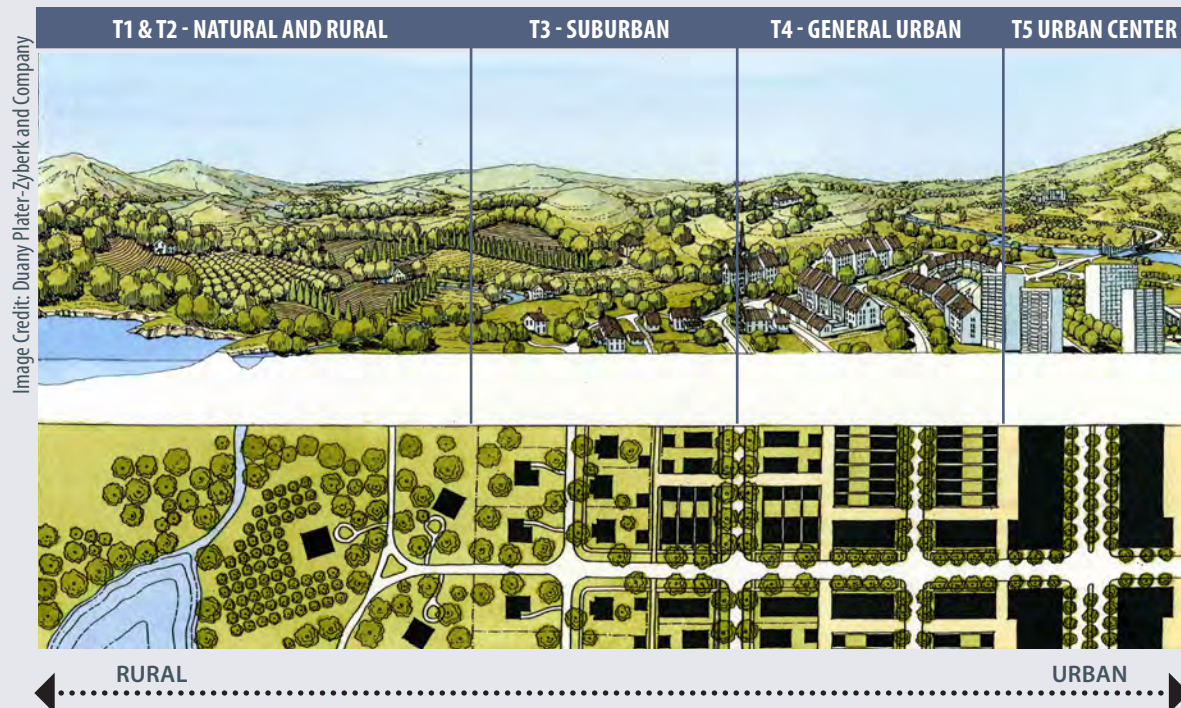 T1 & T2 - NATURAL AND RURAL
T3 - SUBURBAN
T4 - GENERAL URBAN
T5 URBAN CENTER
Image Credit: Duany Plater-Zyberk and Company
RURAL
URBAN